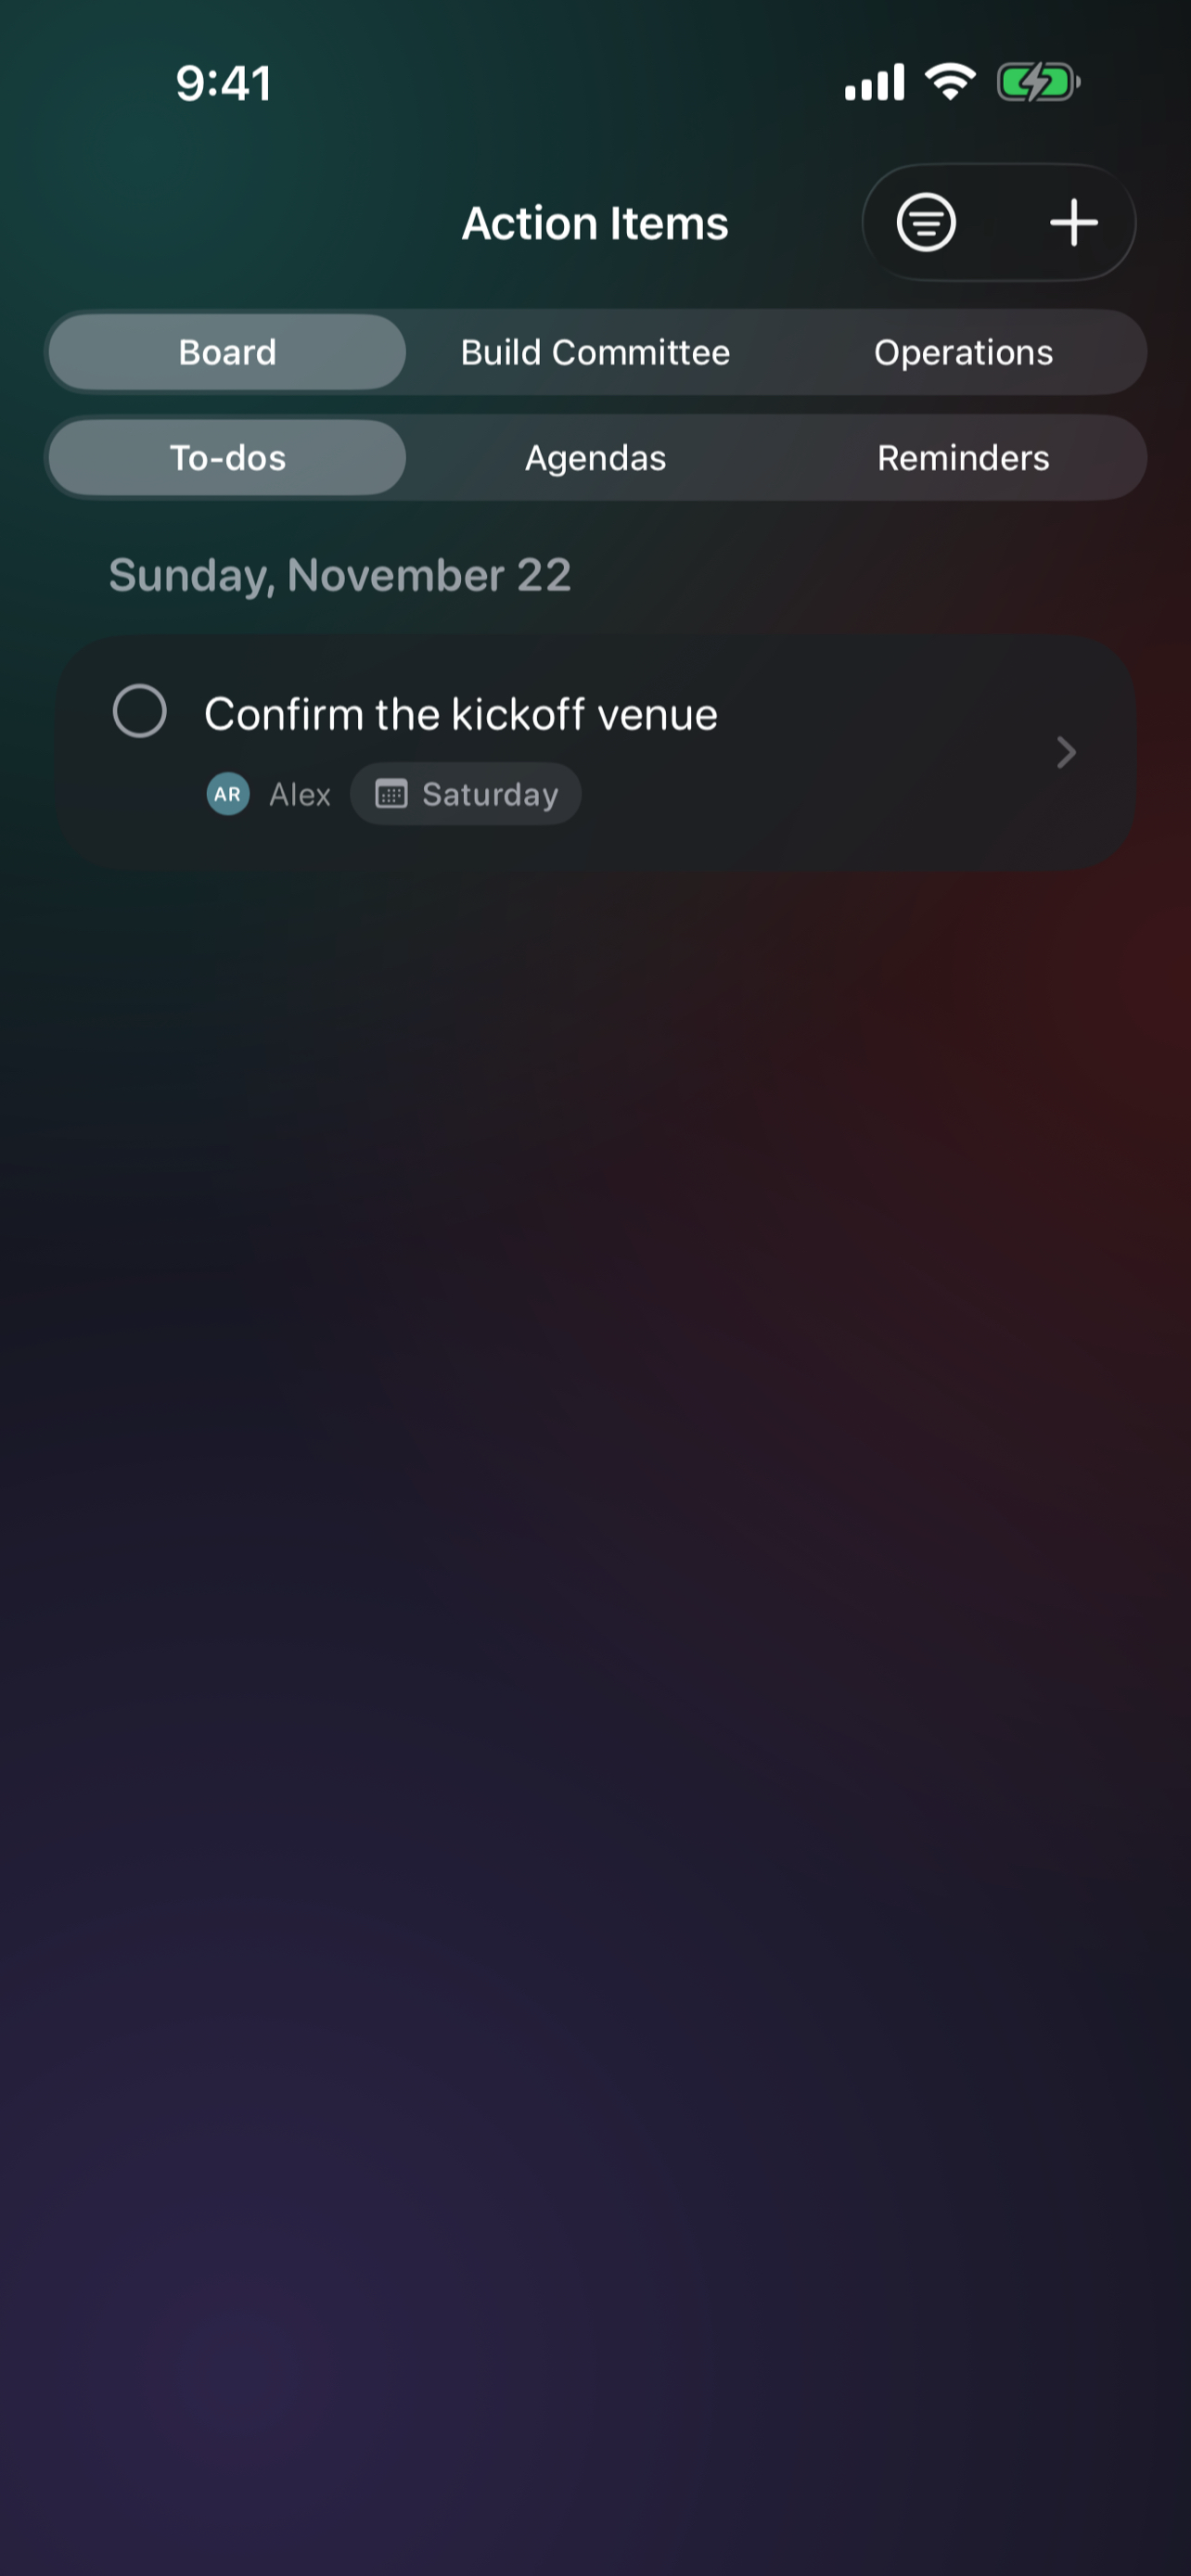 9:41
Action Items
Board Build Committee Operations
To-dos Agendas Reminders
Sunday, November 22
Confirm the kickoff venue
AR Alex Saturday